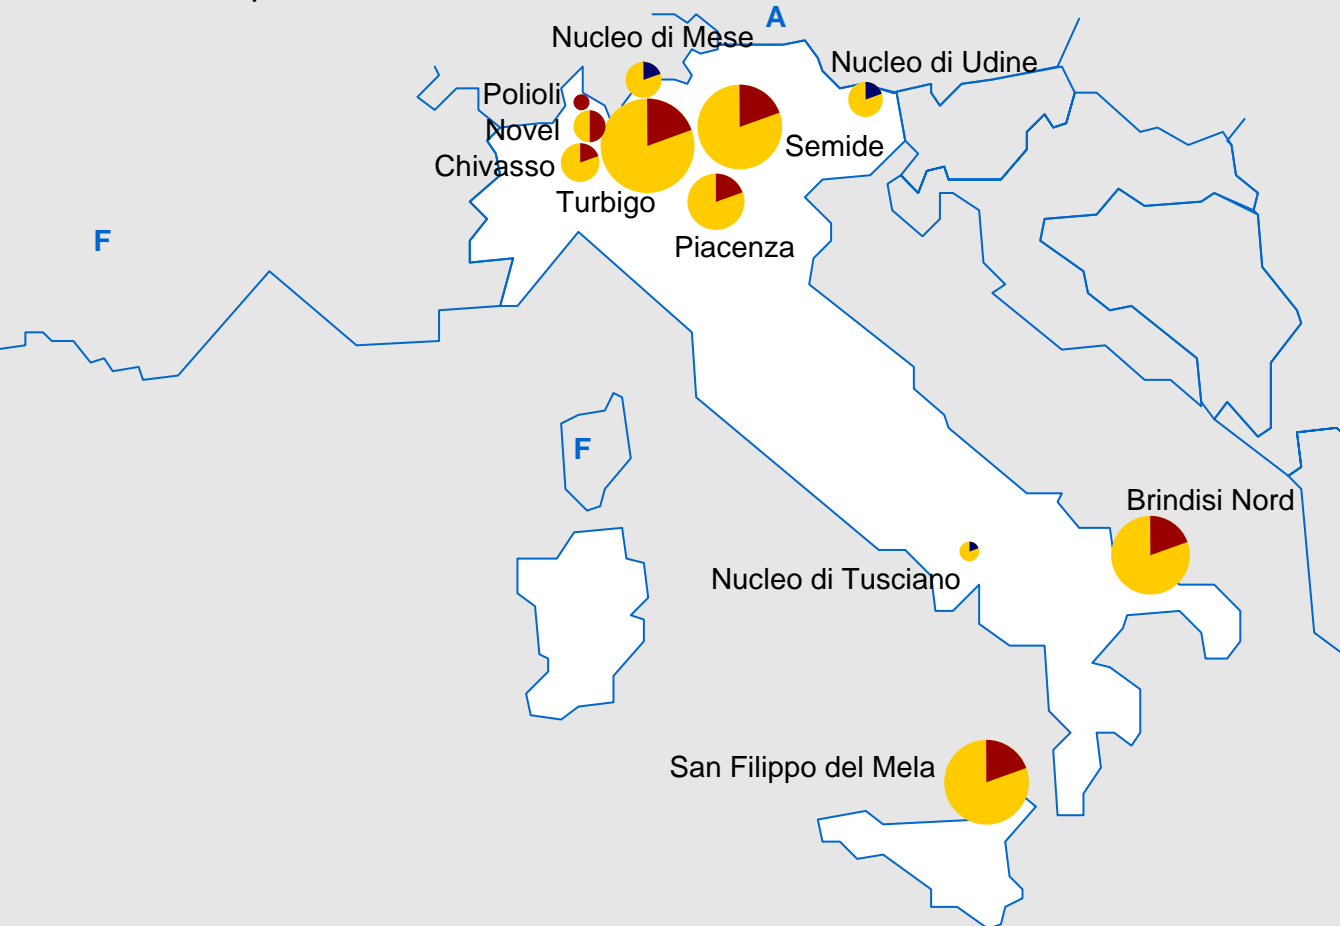 A
Nucleo di Mese
Nucleo di Udine
Polioli
Novel
Semide
Chivasso
Turbigo
F
Piacenza
F
Brindisi Nord
Nucleo di Tusciano
San Filippo del Mela